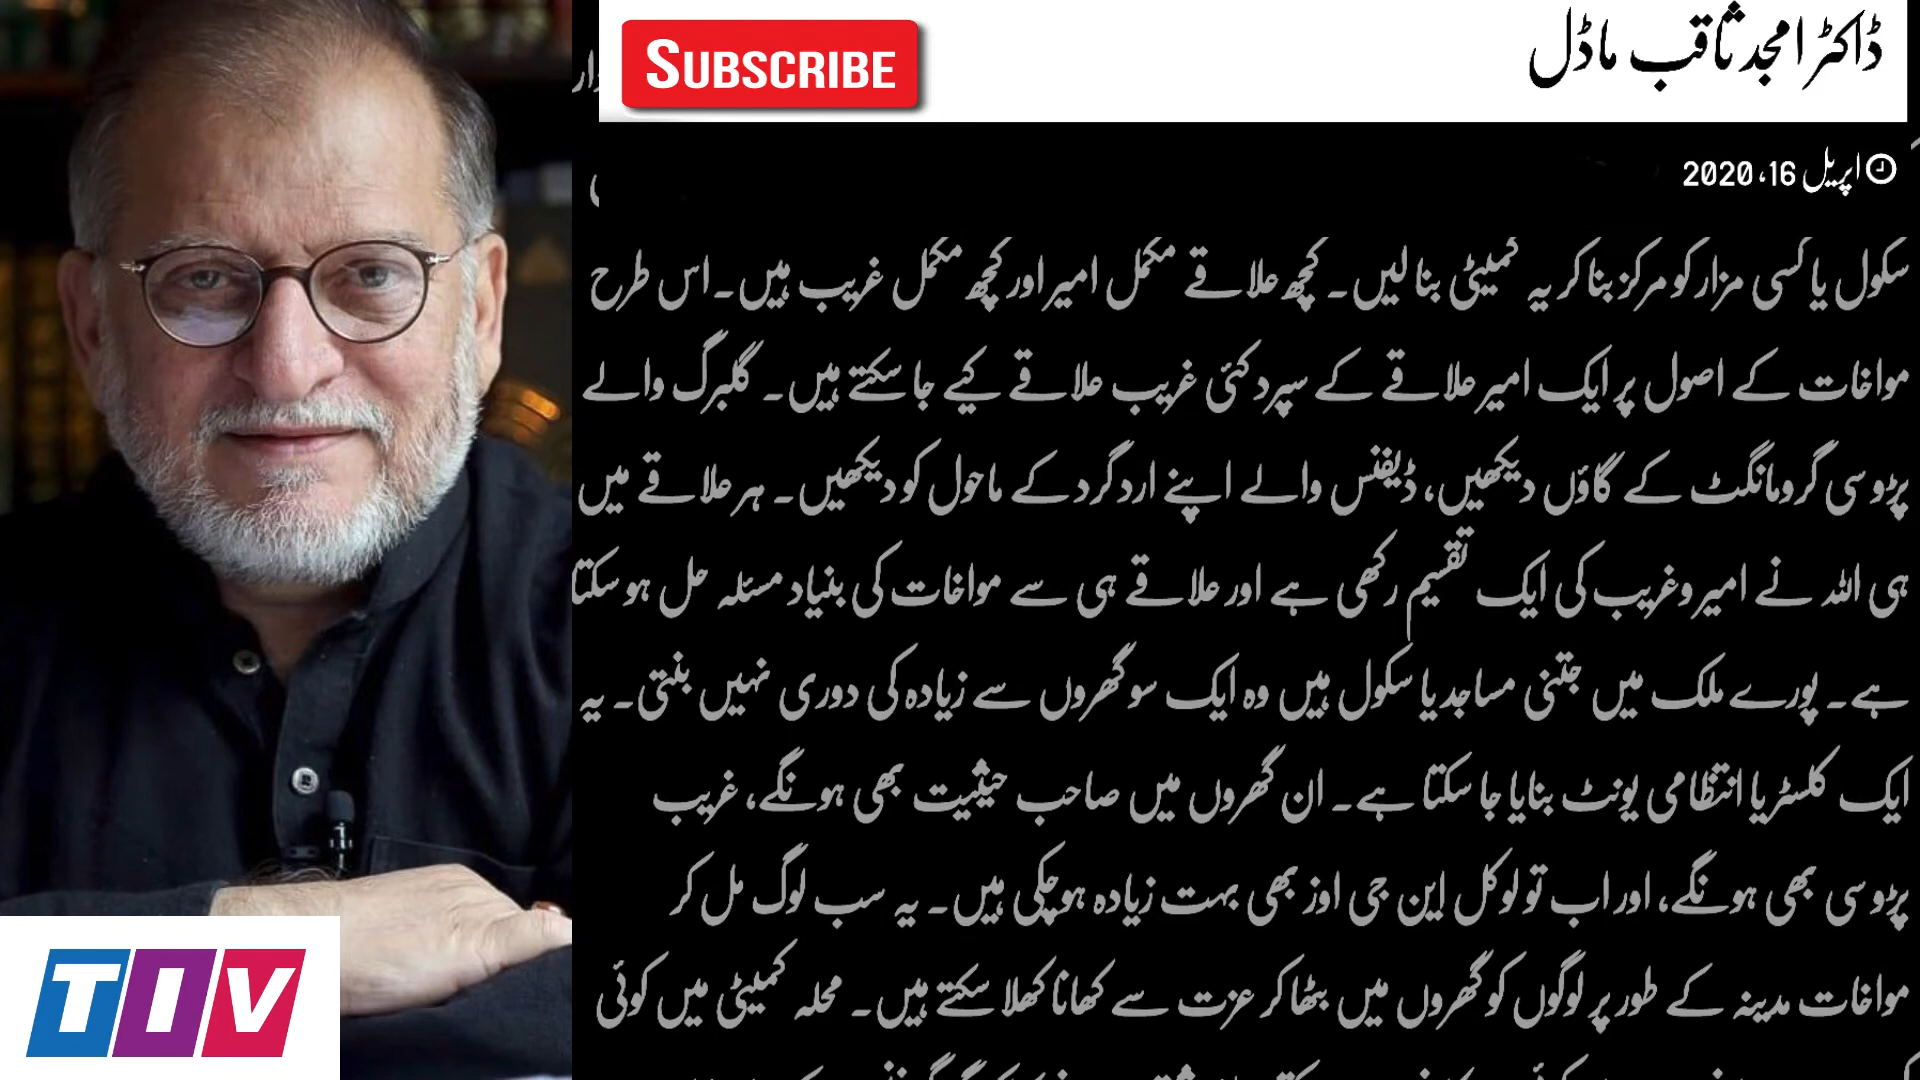 SUBSCRIBE
ڈاکٹر امجد ثاقب ماڈل
اپریل 16، 2020
سکول یا کسی مزار کو مرکز بنا کر یہ کمیٹی بنا لیں۔ کچھ علاقے مکمل امیر اور کچھ مکمل غریب ہیں۔ اس طرح
مواخات کے اصول پر ایک امیر علاقے کے سپرد کئی غریب علاقے کیے جا سکتے ہیں۔ گلبرگ والے
پڑوسی گرومانگٹ کے گاؤں دیکھیں، ڈیفنس والے اپنے اردگرد کے ماحول کو دیکھیں۔ ہر علاقے میں
ہی اللہ نے امیر و غریب کی ایک تقسیم رکھی ہے اور علاقے ہی سے مواخات کی بنیاد مسئلہ حل ہو سکتا
ہے۔ پورے ملک میں جتنی مساجد یا سکول ہیں وہ ایک سو گھروں سے زیادہ کی دوری نہیں بنتی۔ یہ
ایک کلسٹر یا انتظامی یونٹ بنایا جا سکتا ہے۔ ان گھروں میں صاحب حیثیت بھی ہونگے، غریب
پڑوسی بھی ہونگے، اور اب تو لوکل این جی اوز بھی بہت زیادہ ہوچکی ہیں۔ یہ سب لوگ مل کر
مواخات مدینہ کے طور پر لوگوں کو گھروں میں بٹھا کر عزت سے کھانا کھلا سکتے ہیں۔ محلہ کمیٹی میں کوئی
TIV